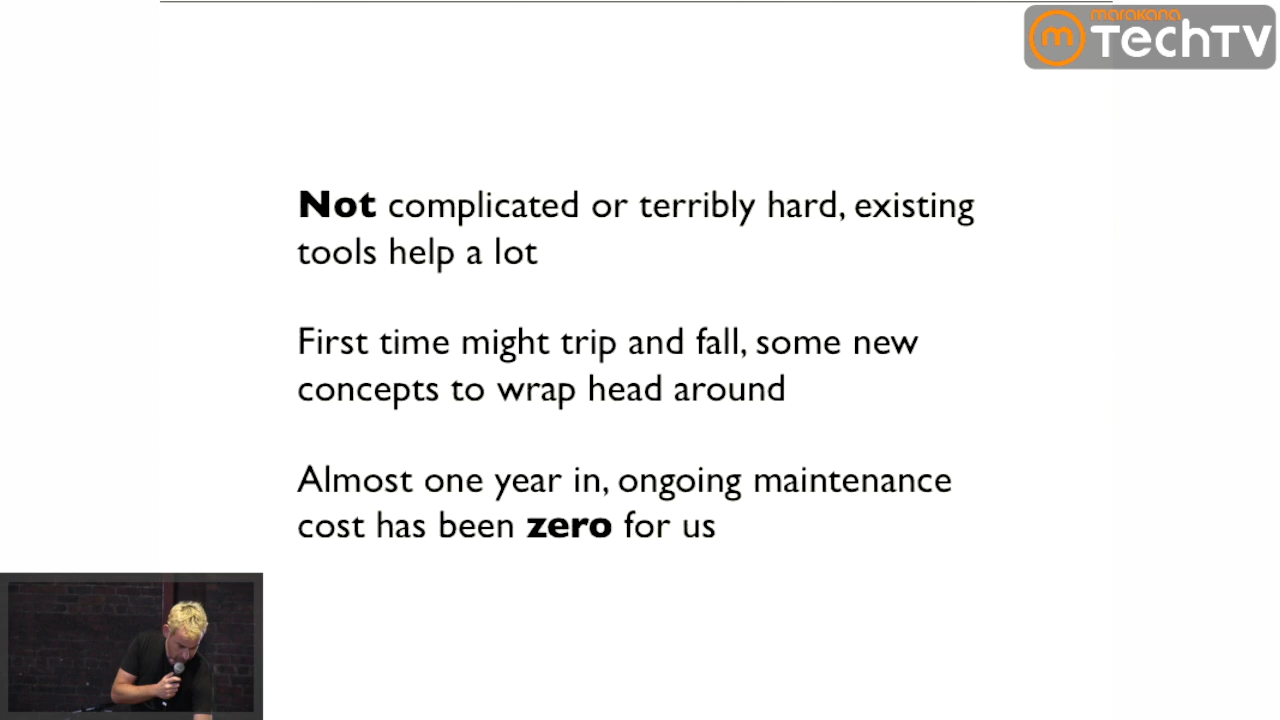 marakana
m TechTV
Not complicated or terribly hard, existing
tools help a lot
First time might trip and fall, some new
concepts to wrap head around
Almost one year in, ongoing maintenance
cost has been zero for us